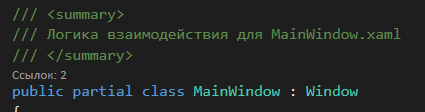 /// <summary>
/// Логика взаимодействия для MainWindow.xaml
/// </summary>
Ссылок: 2
public partial class MainWindow : Window
{